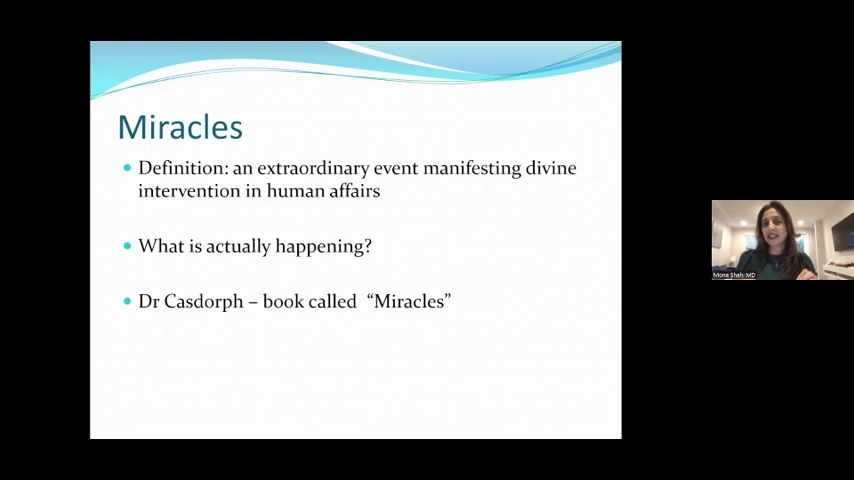 Miracles
Definition: an extraordinary event manifesting divine
intervention in human affairs
What is actually happening?
Dr Casdorph – book called “Miracles”
Mona Shah, MD